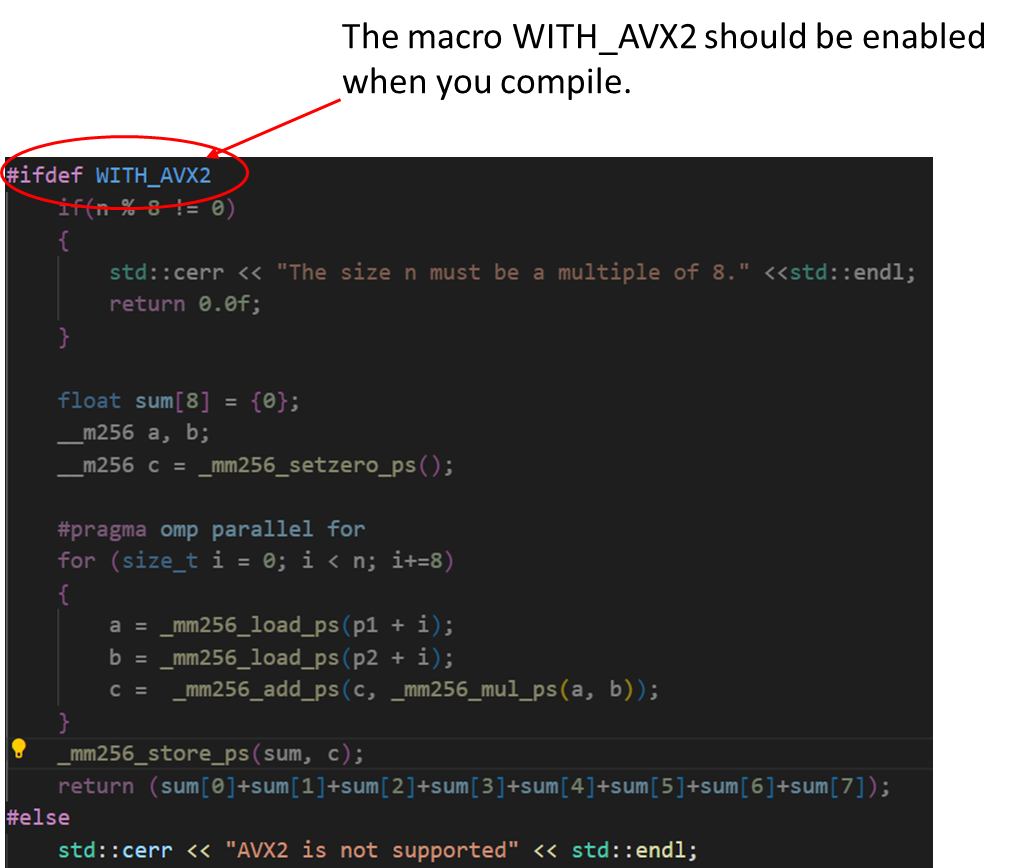 The macro WITH_AVX2 should be enabled
when you compile.
#ifdef WITH_AVX2
if(n % 8 != 0)
{
std::cerr << "The size n must be a multiple of 8." <<std::endl;
return 0.0f;
}
float sum[8] = {0};
__m256 a, b;
__m256 c = _mm256_setzero_ps();
#pragma omp parallel for
for (size_t i = 0; i < n; i+=8)
{
a = _mm256_load_ps(p1 + i);
b = _mm256_load_ps(p2 + i);
c =  _mm256_add_ps(c, _mm256_mul_ps(a, b));
}
_mm256_store_ps(sum, c);
return (sum[0]+sum[1]+sum[2]+sum[3]+sum[4]+sum[5]+sum[6]+sum[7]);
#else
std::cerr << "AVX2 is not supported" << std::endl;